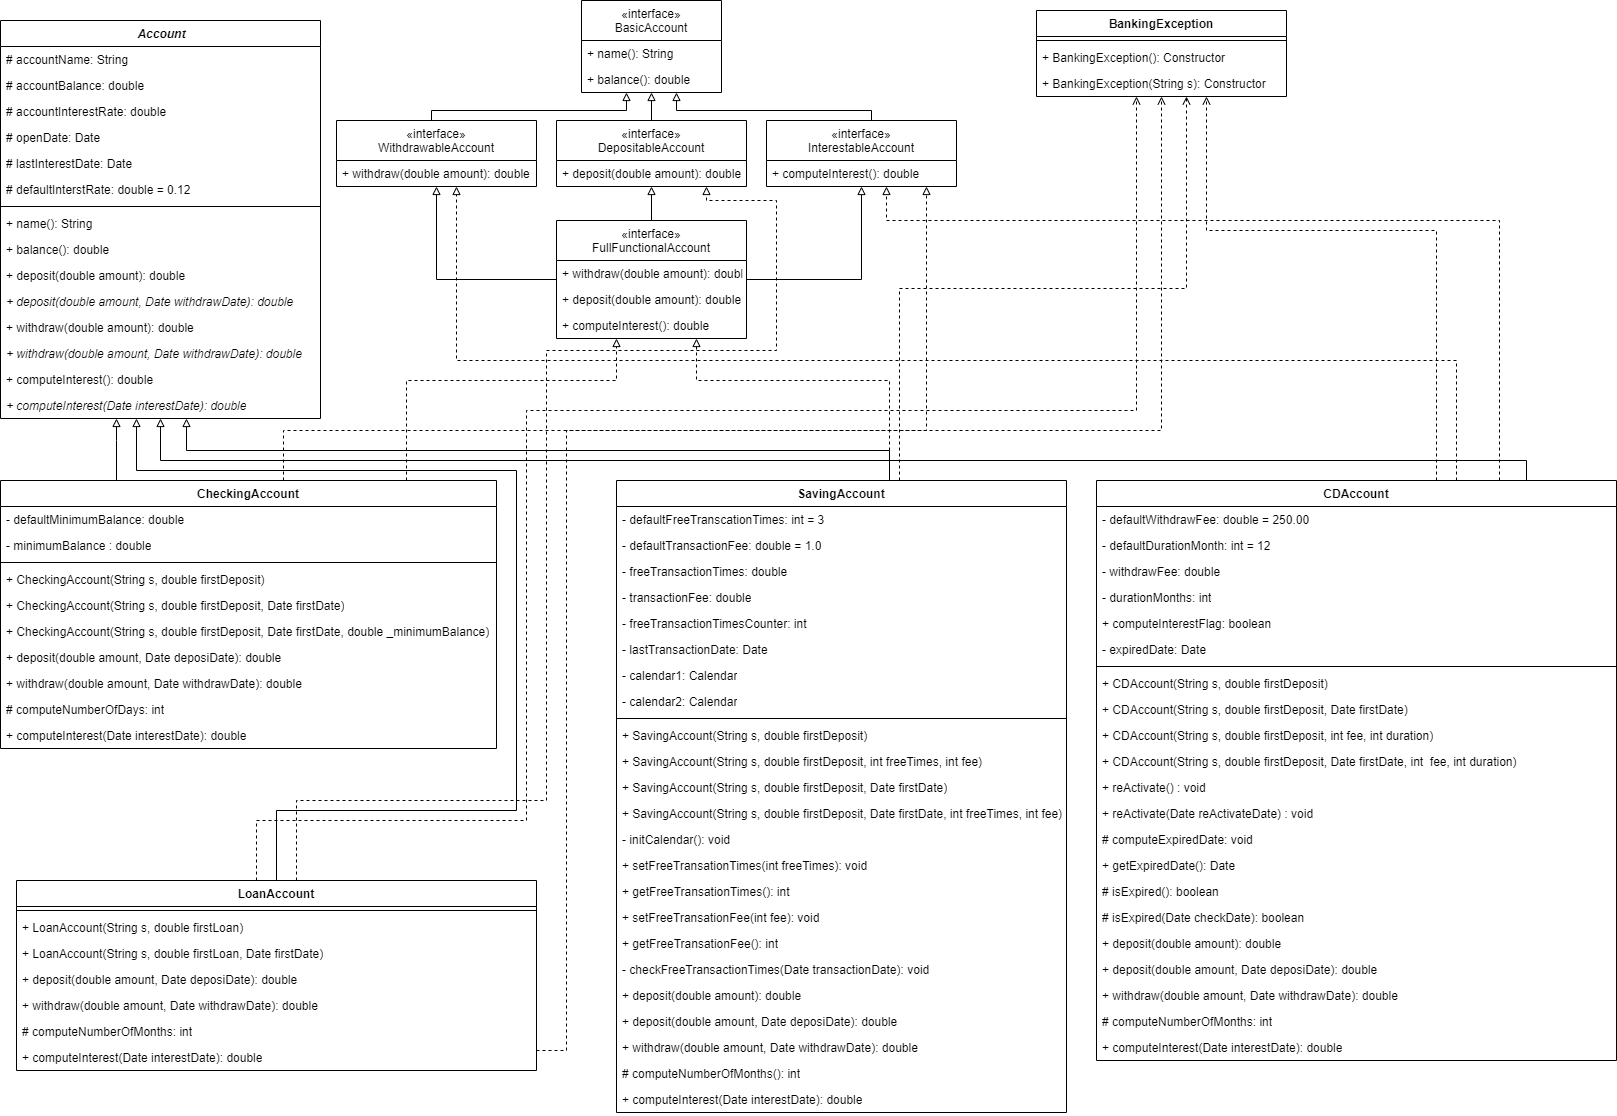 Account
# accountName: String
# accountBalance: double
# accountInterestRate: double
# openDate: Date
# lastInterestDate: Date
# defaultInterstRate: double = 0.12
+ name(): String
+ balance(): double
+ deposit(double amount): double
+ deposit(double amount, Date withdrawDate): double
+ withdraw(double amount): double
+ withdraw(double amount, Date withdrawDate): double
+ computeInterest(): double
+ computeInterest(Date interestDate): double
«interface»
BasicAccount
+ name(): String
+ balance(): double
BankingException
+ BankingException(): Constructor
+ BankingException(String s): Constructor
«interface»
WithdrawableAccount
+ withdraw(double amount): double
«interface»
DepositableAccount
+ deposit(double amount): double
«interface»
InterestableAccount
+ computeInterest(): double
«interface»
FullFunctionalAccount
+ withdraw(double amount): doubl
+ deposit(double amount): double
+ computeInterest(): double
CheckingAccount
- defaultMinimumBalance: double
- minimumBalance : double
+ CheckingAccount(String s, double firstDeposit)
+ CheckingAccount(String s, double firstDeposit, Date firstDate)
+ CheckingAccount(String s, double firstDeposit, Date firstDate, double _minimumBalance)
+ deposit(double amount, Date deposiDate): double
+ withdraw(double amount, Date withdrawDate): double
# computeNumberOfDays: int
+ computeInterest(Date interestDate): double
SavingAccount
- defaultFreeTranscationTimes: int = 3
- defaultTransactionFee: double = 1.0
- freeTransactionTimes: double
- transactionFee: double
- freeTransactionTimesCounter: int
- lastTransactionDate: Date
- calendar1: Calendar
- calendar2: Calendar
+ SavingAccount(String s, double firstDeposit)
+ SavingAccount(String s, double firstDeposit, int freeTimes, int fee)
+ SavingAccount(String s, double firstDeposit, Date firstDate)
+ SavingAccount(String s, double firstDeposit, Date firstDate, int freeTimes, int fee)
- initCalendar(): void
+ setFreeTransationTimes(int freeTimes): void
+ getFreeTransationTimes(): int
+ setFreeTransationFee(int fee): void
+ getFreeTransationFee(): int
- checkFreeTransactionTimes(Date transactionDate): void
+ deposit(double amount): double
+ deposit(double amount, Date deposiDate): double
+ withdraw(double amount, Date withdrawDate): double
# computeNumberOfMonths(): int
+ computeInterest(Date interestDate): double
CDAccount
- defaultWithdrawFee: double = 250.00
- defaultDurationMonth: int = 12
- withdrawFee: double
- durationMonths: int
+ computeInterestFlag: boolean
- expiredDate: Date
+ CDAccount(String s, double firstDeposit)
+ CDAccount(String s, double firstDeposit, Date firstDate)
+ CDAccount(String s, double firstDeposit, int fee, int duration)
+ CDAccount(String s, double firstDeposit, Date firstDate, int  fee, int duration)
+ reActivate() : void
+ reActivate(Date reActivateDate) : void
# computeExpiredDate: void
+ getExpiredDate(): Date
# isExpired(): boolean
# isExpired(Date checkDate): boolean
+ deposit(double amount): double
+ deposit(double amount, Date deposiDate): double
+ withdraw(double amount, Date withdrawDate): double
# computeNumberOfMonths: int
+ computeInterest(Date interestDate): double
LoanAccount
+ LoanAccount(String s, double firstLoan)
+ LoanAccount(String s, double firstLoan, Date firstDate)
+ deposit(double amount, Date deposiDate): double
+ withdraw(double amount, Date withdrawDate): double
# computeNumberOfMonths: int
+ computeInterest(Date interestDate): double